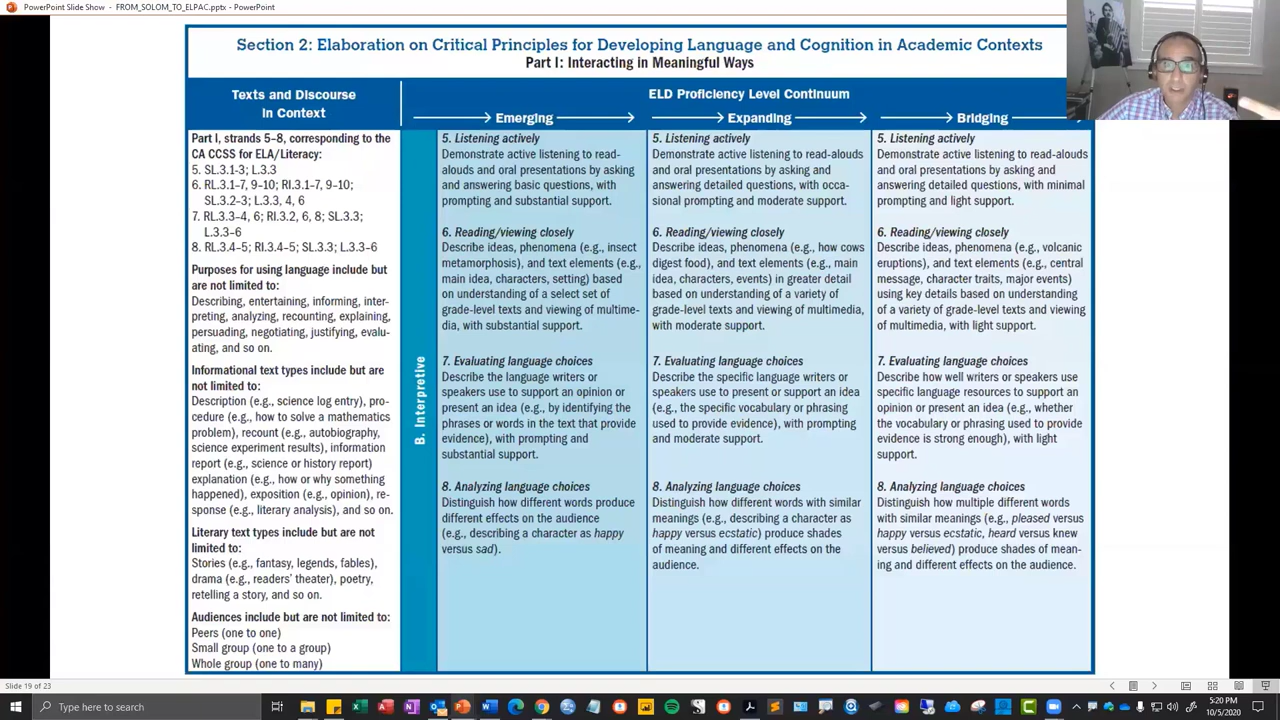 PowerPoint Slide Show - FROM_SOLOM_TO_ELPAC.pptx - PowerPoint
Section 2: Elaboration on Critical Principles for Developing Language and Cognition in Academic Contexts
Part I: Interacting in Meaningful Ways
Texts and Discourse
in Context
ELD Proficiency Level Continuum
Emerging
Expanding
Bridging
Part I, strands 5–8, corresponding to the
CA CCSS for ELA/Literacy:
5. SL.3.1–3; L.3.3
6. RL.3.1–7, 9–10; RI.3.1–7, 9–10;
SL.3.2–3; L.3.3, 4, 6
7. RL.3.3–4, 6; RI.3.2, 6, 8; SL.3.3;
L.3.3–6
8. RL.3.4–5; RI.3.4–5; SL.3.3; L.3.3–6
Purposes for using language include but
are not limited to:
Describing, entertaining, informing, inter-
preting, analyzing, recounting, explaining,
persuading, negotiating, justifying, evalu-
ating, and so on.
Informational text types include but are
not limited to:
Description (e.g., science log entry), pro-
cedure (e.g., how to solve a mathematics
problem), recount (e.g., autobiography,
science experiment results), information
report (e.g., science or history report)
explanation (e.g., how or why something
happened), exposition (e.g., opinion), re-
sponse (e.g., literary analysis), and so on.
Literary text types include but are not
limited to:
Stories (e.g., fantasy, legends, fables),
drama (e.g., readers' theater), poetry,
retelling a story, and so on.
Audiences include but are not limited to:
Peers (one to one)
Small group (one to a group)
Whole group (one to many)
B. Interpretive
5. Listening actively
Demonstrate active listening to read-
alouds and oral presentations by asking
and answering basic questions, with
prompting and substantial support.
6. Reading/viewing closely
Describe ideas, phenomena (e.g., insect
metamorphosis), and text elements (e.g.,
main idea, characters, setting) based
on understanding of a select set of
grade-level texts and viewing of multime-
dia, with substantial support.
7. Evaluating language choices
Describe the language writers or
speakers use to support an opinion or
present an idea (e.g., by identifying the
phrases or words in the text that provide
evidence), with prompting and
substantial support.
8. Analyzing language choices
Distinguish how different words produce
different effects on the audience
(e.g., describing a character as happy
versus sad).
5. Listening actively
Demonstrate active listening to read-alouds
and oral presentations by asking and
answering detailed questions, with occa-
sional prompting and moderate support.
6. Reading/viewing closely
Describe ideas, phenomena (e.g., how cows
digest food), and text elements (e.g., main
idea, characters, events) in greater detail
based on understanding of a variety of
grade-level texts and viewing of multimedia,
with moderate support.
7. Evaluating language choices
Describe the specific language writers or
speakers use to present or support an idea
(e.g., the specific vocabulary or phrasing
used to provide evidence), with prompting
and moderate support.
8. Analyzing language choices
Distinguish how different words with similar
meanings (e.g., describing a character as
happy versus ecstatic) produce shades
of meaning and different effects on the
audience.
5. Listening actively
Demonstrate active listening to read-alouds
and oral presentations by asking and
answering detailed questions, with minimal
prompting and light support.
6. Reading/viewing closely
Describe ideas, phenomena (e.g., volcanic
eruptions), and text elements (e.g., central
message, character traits, major events)
using key details based on understanding
of a variety of grade-level texts and viewing
of multimedia, with light support.
7. Evaluating language choices
Describe how well writers or speakers use
specific language resources to support an
opinion or present an idea (e.g., whether
the vocabulary or phrasing used to provide
evidence is strong enough), with light
support.
8. Analyzing language choices
Distinguish how multiple different words
with similar meanings (e.g., pleased versus
happy versus ecstatic, heard versus knew
versus believed) produce shades of mean-
ing and different effects on the audience.
Slide 19 of 23
Type here to search
5:20 PM
10/5/2020